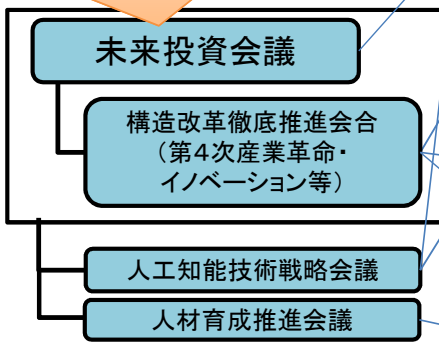 未来投資会議
構造改革徹底推進会合
（第４次産業革命・
イノベーション等）
人工知能技術戦略会議
人材育成推進会議